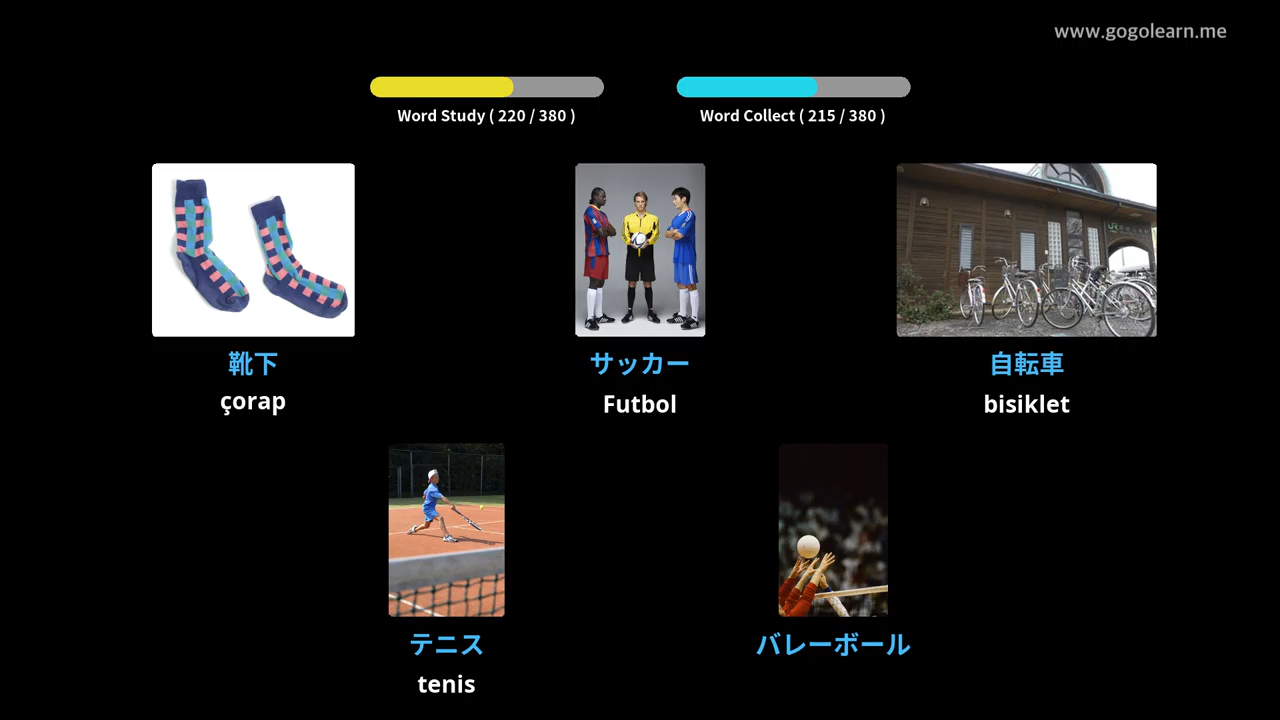 www.gogolearn.me
Word Study ( 220 / 380 )
Word Collect ( 215 / 380 )
靴下
サッカー
自転車
çorap
Futbol
bisiklet
テニス
バレーボール
tenis